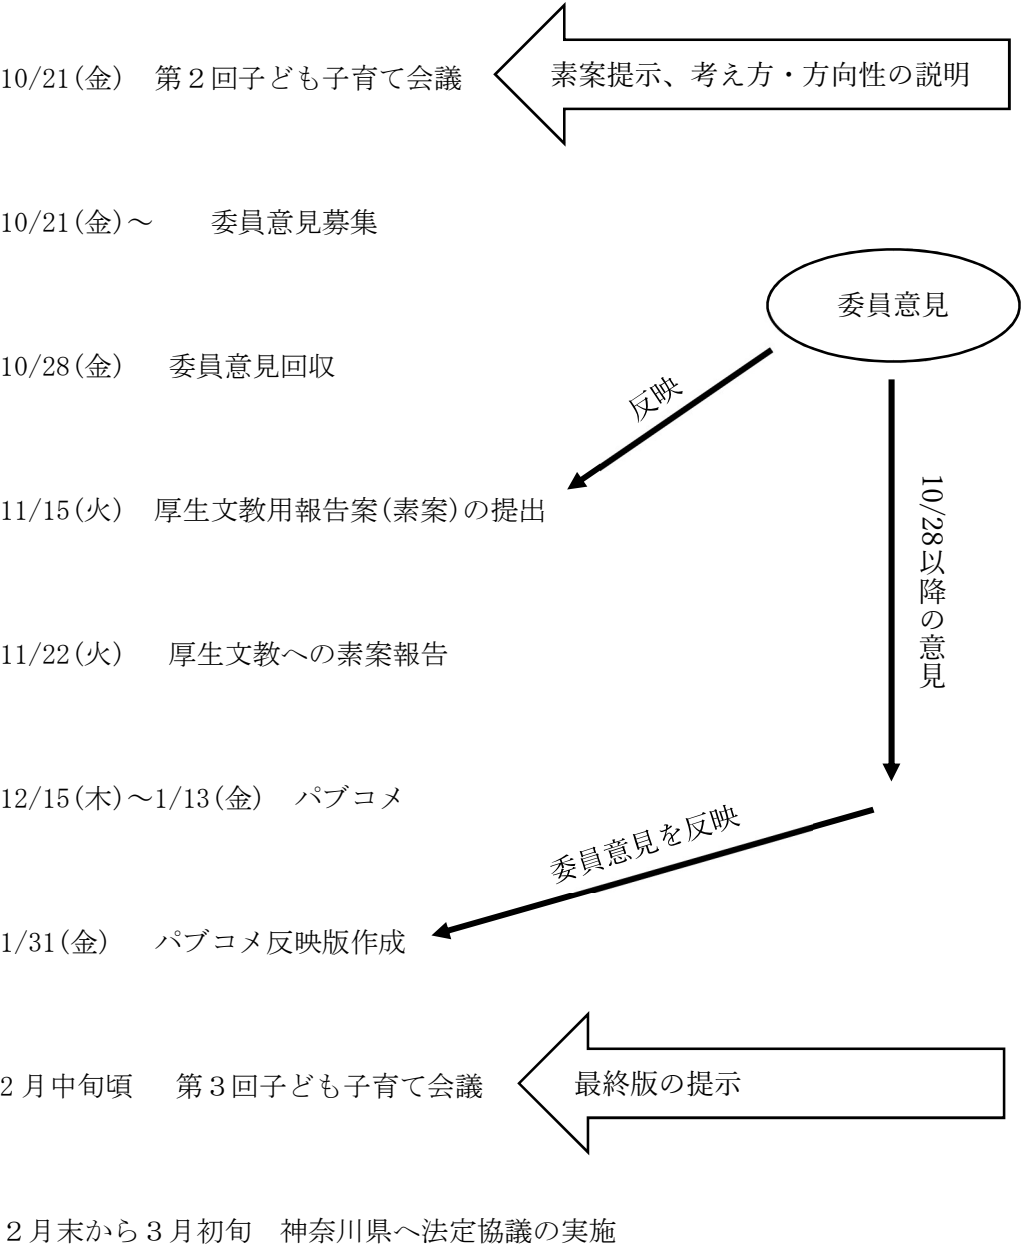 10/21(金)　第２回子ども子育て会議
素案提示、考え方・方向性の説明
10/21(金)～　　委員意見募集
委員意見
10/28(金)　 委員意見回収
反映
10/28以降の意見
11/15(火)　厚生文教用報告案(素案)の提出
11/22(火)　 厚生文教への素案報告
12/15(木)～1/13(金)　パブコメ
委員意見を反映
1/31(金)　 パブコメ反映版作成
2月中旬頃　 第３回子ども子育て会議
最終版の提示
２月末から３月初旬　神奈川県へ法定協議の実施